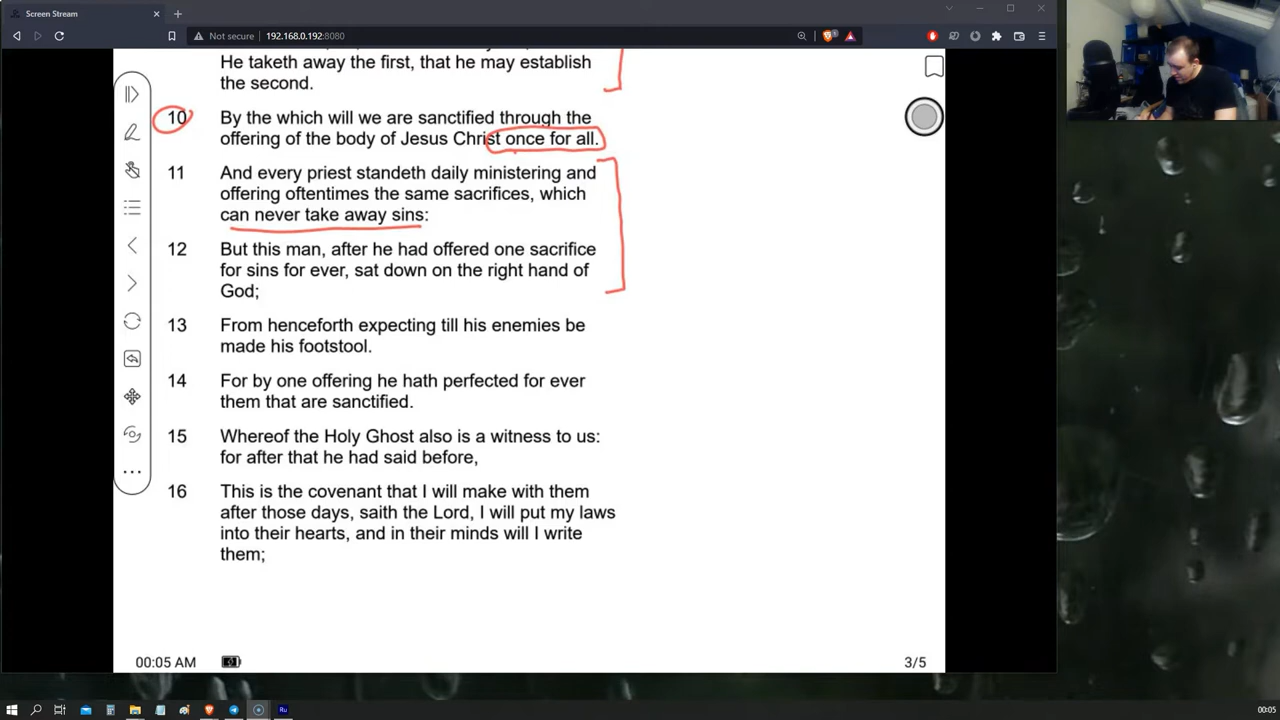 Screen Stream
Not secure 192.168.0.192:8080
He taketh away the first, that he may establish
the second.
10 By the which will we are sanctified through the
offering of the body of Jesus Christ once for all.
11 And every priest standeth daily ministering and
offering oftentimes the same sacrifices, which
can never take away sins:
12 But this man, after he had offered one sacrifice
for sins for ever, sat down on the right hand of
God;
13 From henceforth expecting till his enemies be
made his footstool.
14 For by one offering he hath perfected for ever
them that are sanctified.
15 Whereof the Holy Ghost also is a witness to us:
for after that he had said before,
16 This is the covenant that I will make with them
after those days, saith the Lord, I will put my laws
into their hearts, and in their minds will I write
them;
00:05 AM
3/5
Ru
00:05